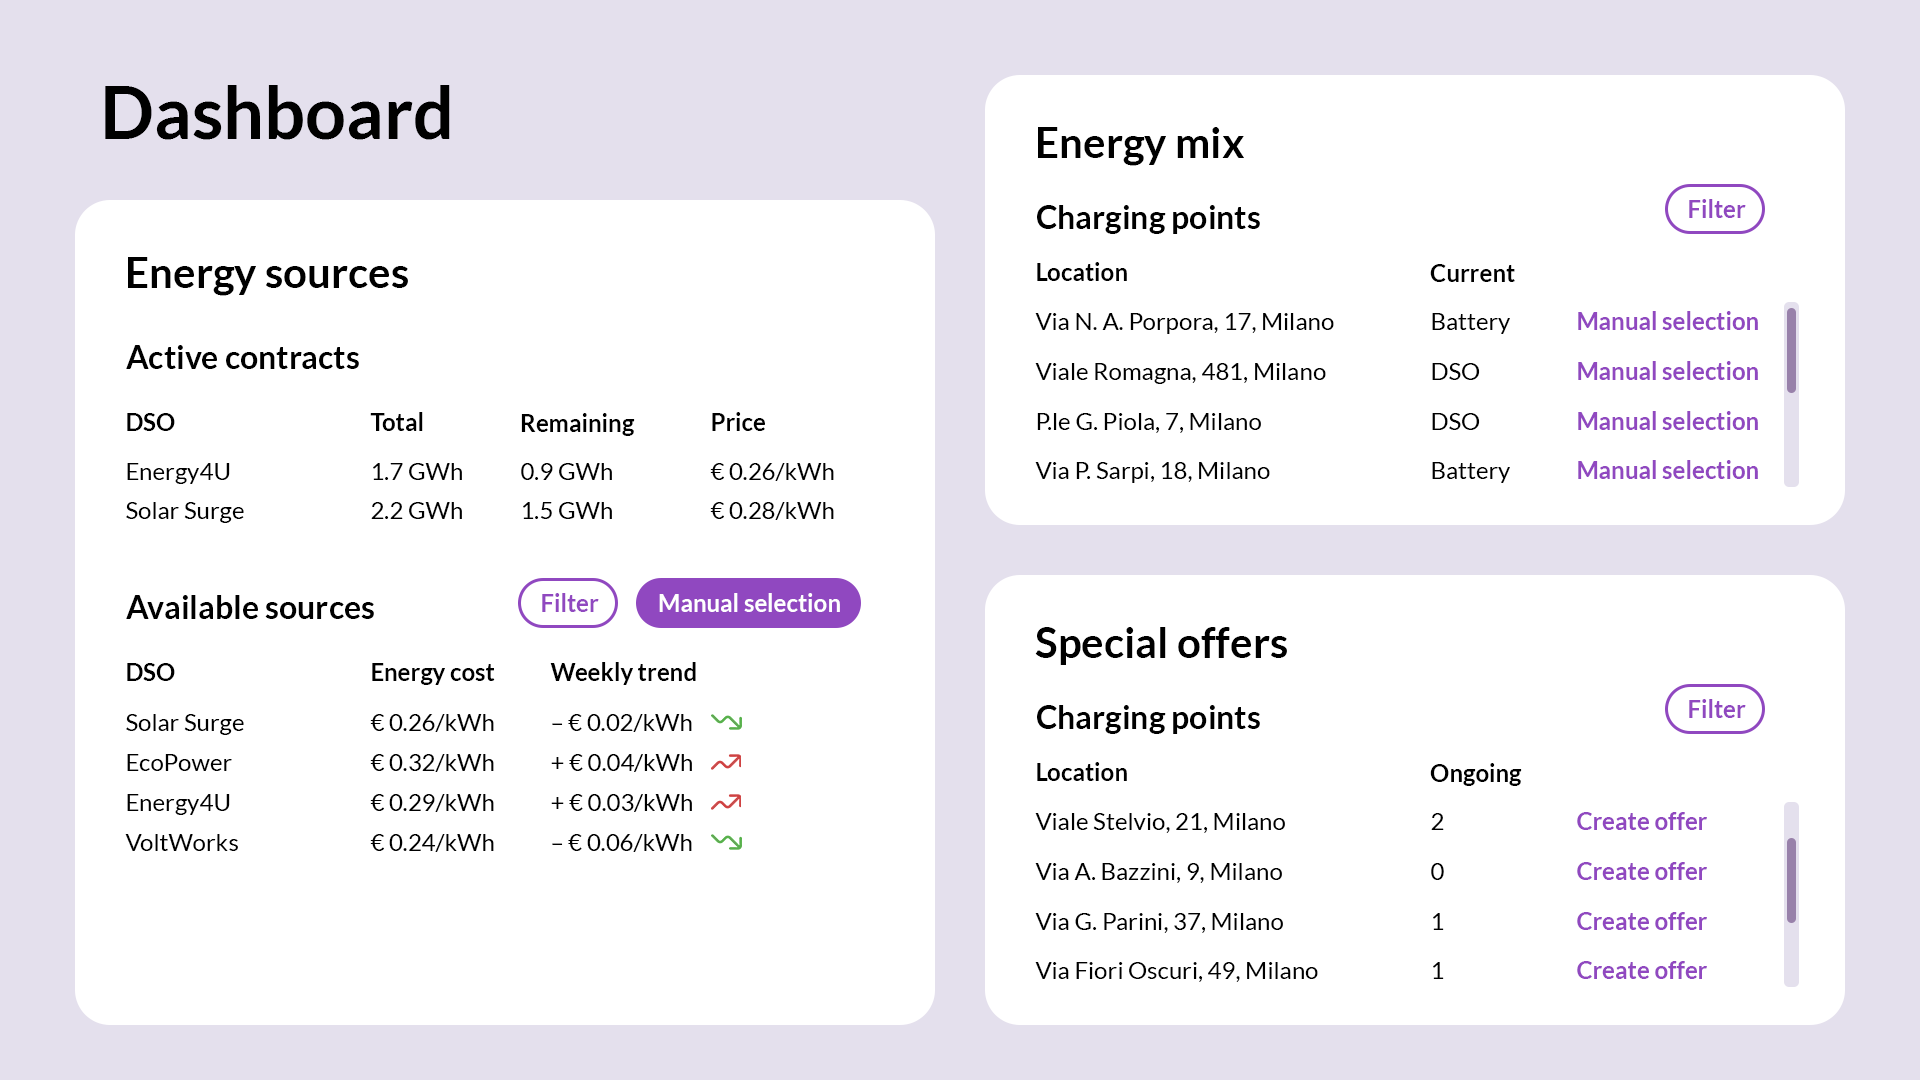 Dashboard
Energy sources
Active contracts
DSO Total Remaining Price
Energy4U 1.7 GWh 0.9 GWh € 0.26/kWh
Solar Surge 2.2 GWh 1.5 GWh € 0.28/kWh
Available sources Filter Manual selection
DSO Energy cost Weekly trend
Solar Surge € 0.26/kWh – € 0.02/kWh
EcoPower € 0.32/kWh + € 0.04/kWh
Energy4U € 0.29/kWh + € 0.03/kWh
VoltWorks € 0.24/kWh – € 0.06/kWh
Energy mix
Charging points Filter
Location Current
Via N. A. Porpora, 17, Milano Battery Manual selection
Viale Romagna, 481, Milano DSO Manual selection
P.le G. Piola, 7, Milano DSO Manual selection
Via P. Sarpi, 18, Milano Battery Manual selection
Special offers
Charging points Filter
Location Ongoing
Viale Stelvio, 21, Milano 2 Create offer
Via A. Bazzini, 9, Milano 0 Create offer
Via G. Parini, 37, Milano 1 Create offer
Via Fiori Oscuri, 49, Milano 1 Create offer